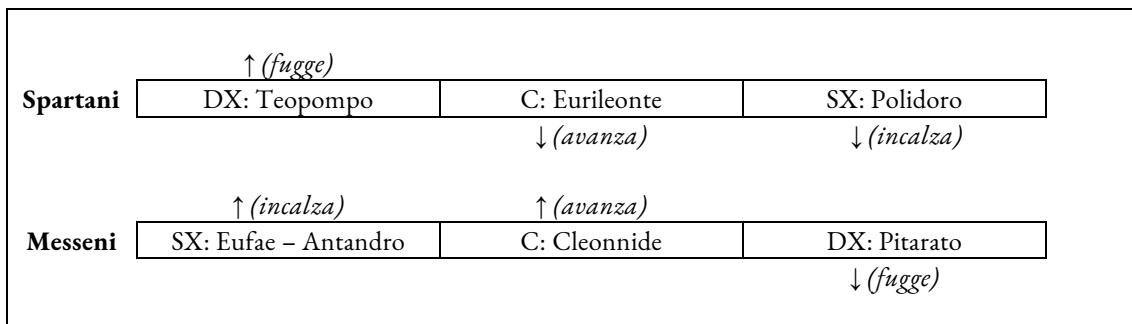 ↑ (fugge)
Spartani DX: Teopompo C: Eurileonte SX: Polidoro
↓ (avanza) ↓ (incalza)
↑ (incalza) ↑ (avanza)
Messeni SX: Eufae – Antandro C: Cleonnide DX: Pitarato
↓ (fugge)